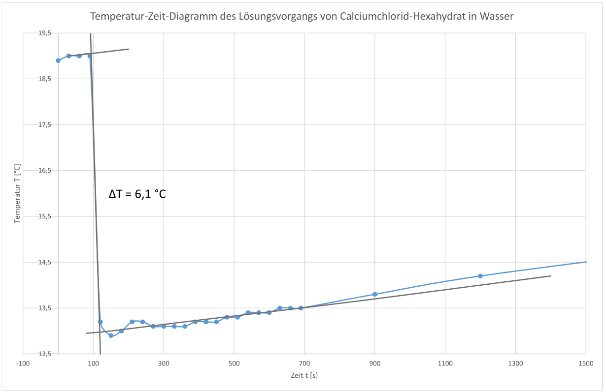 Temperatur-Zeit-Diagramm des Lösungsvorgangs von Calciumchlorid-Hexahydrat in Wasser
19,5
18,5
17,5
16,5
15,5
14,5
13,5
12,5
Temperatur T [°C]
ΔT = 6,1 °C
-100 100 300 500 700 900 1100 1300 1500
Zeit t [s]